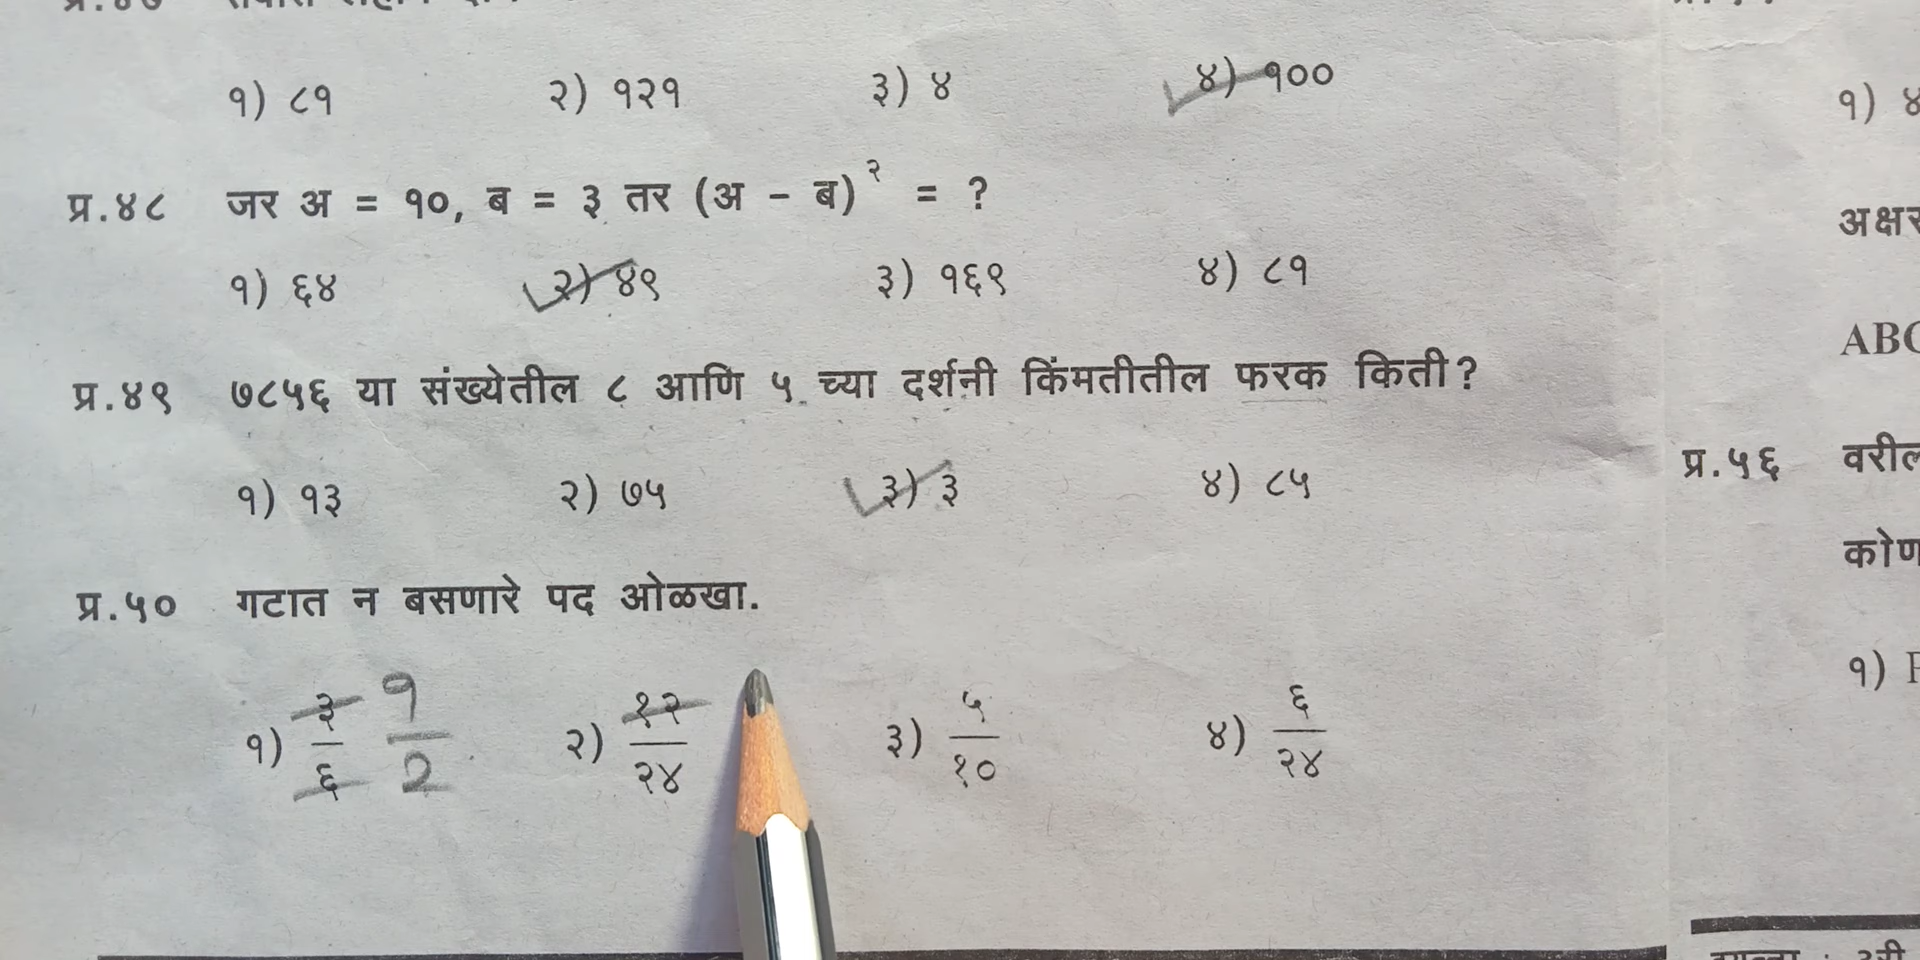 १) ८१ २) १२१ ३) ४ ४) १००
प्र.४८ जर अ = १०, ब = ३ तर (अ - ब)² = ?
१) ६४ २) ४९ ३) १६९ ४) ८१
प्र.४९ ७८५६ या संख्येतील ८ आणि ५ च्या दर्शनी किंमतीतील फरक किती?
१) १३ २) ७५ ३) ३ ४) ८५
प्र.५० गटात न बसणारे पद ओळखा.
१) ३/६ १/२ २) १२/२४ ३) ५/१० ४) ६/२४
१) ४
ABC
प्र.५६
१)